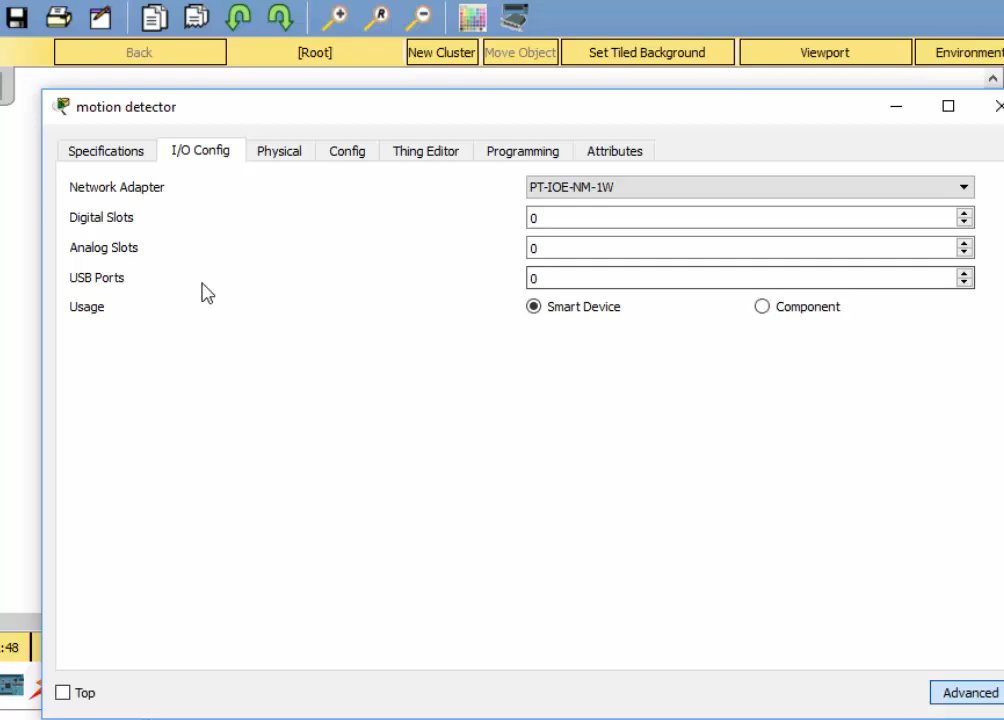 R
Back [Root] New Cluster Move Object Set Tiled Background Viewport Environment
motion detector
Specifications I/O Config Physical Config Thing Editor Programming Attributes
Network Adapter PT-IOE-NM-1W
Digital Slots 0
Analog Slots 0
USB Ports 0
Usage Smart Device Component
:48
Top Advanced